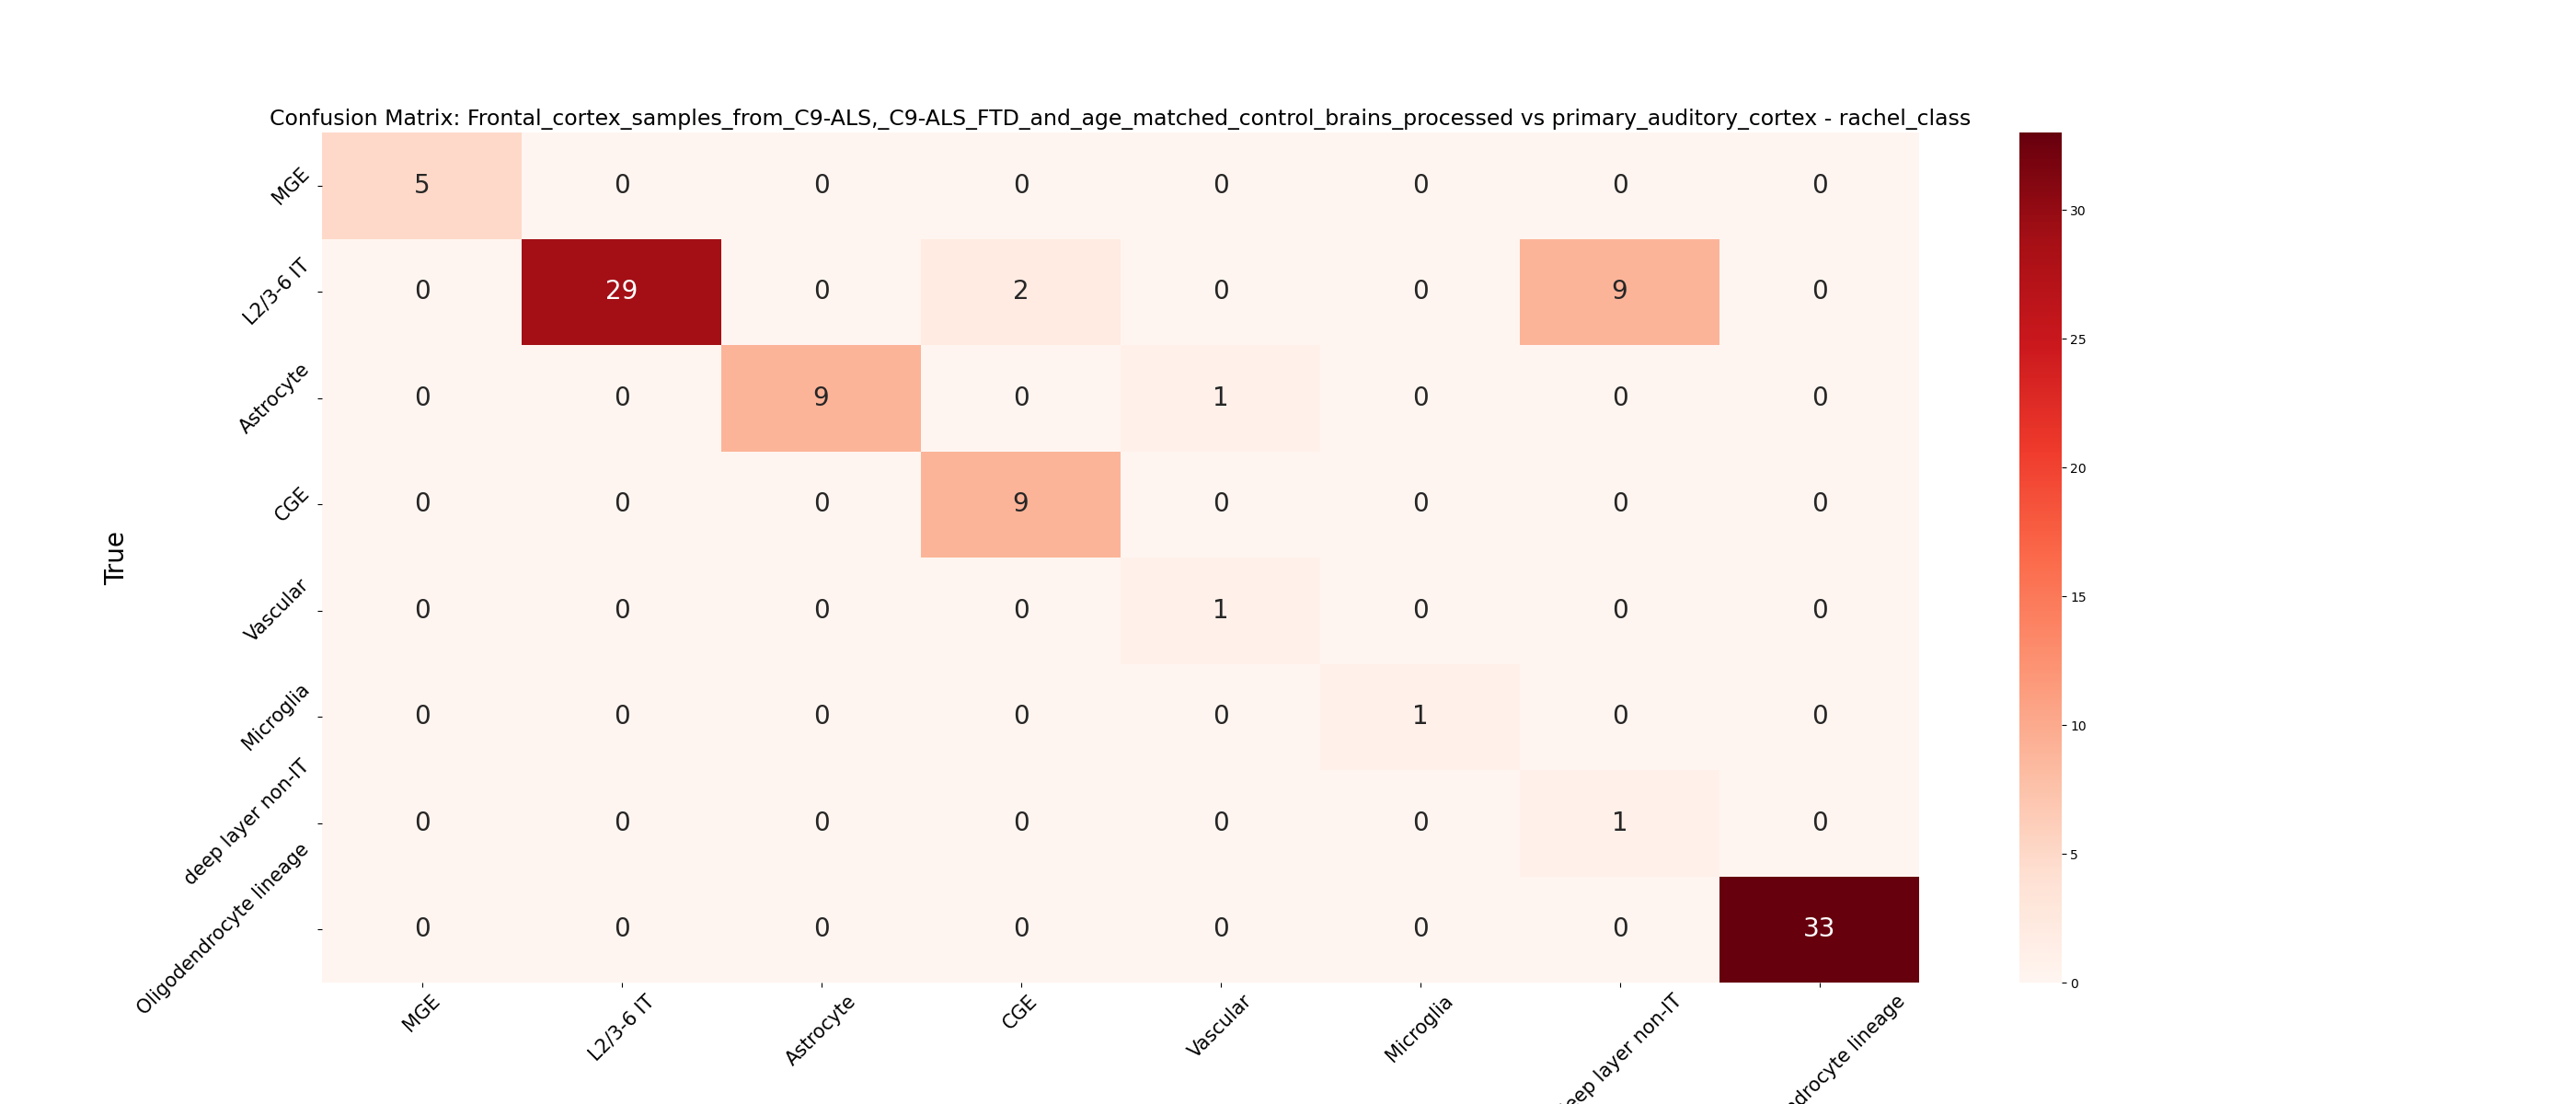 Confusion Matrix: Frontal_cortex_samples_from_C9-ALS,_C9-ALS_FTD_and_age_matched_control_brains_processed vs primary_auditory_cortex - rachel_class
MGE 5 0 0 0 0 0 0 0
L2/3-6 IT 0 29 0 2 0 0 9 0
Astrocyte 0 0 9 0 1 0 0 0
CGE 0 0 0 9 0 0 0 0
Vascular 0 0 0 0 1 0 0 0
Microglia 0 0 0 0 0 1 0 0
deep layer non-IT 0 0 0 0 0 0 1 0
Oligodendrocyte lineage 0 0 0 0 0 0 0 33
True
MGE
L2/3-6 IT
Astrocyte
CGE
Vascular
Microglia
layer non-IT
lineage
30
25
20
15
10
5
0